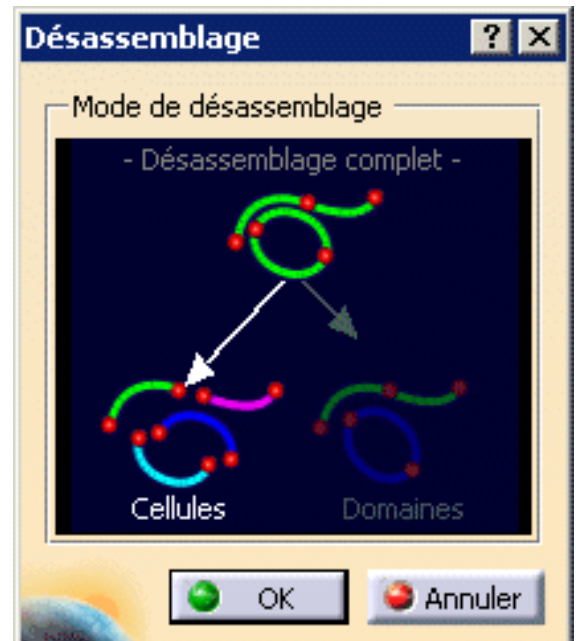 Désassemblage
Mode de désassemblage
- Désassemblage complet -
Cellules Domaines
OK Annuler